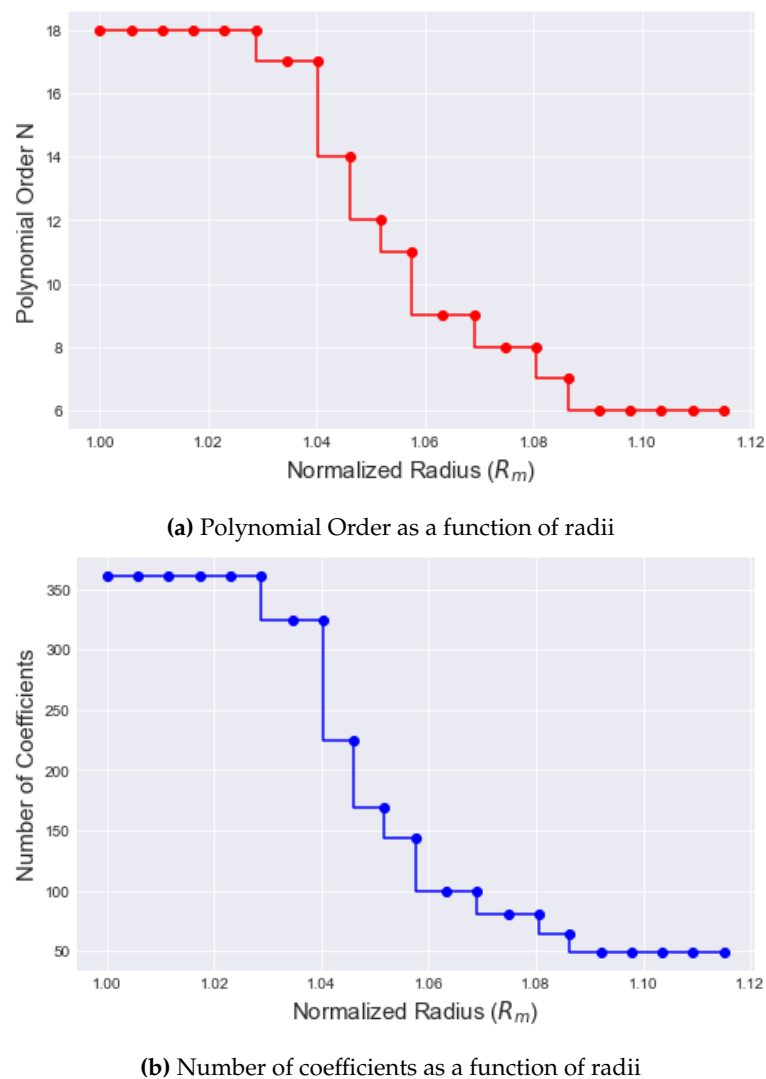 18
16
14
12
10
8
6
Polynomial Order N
1.00 1.02 1.04 1.06 1.08 1.10 1.12
Normalized Radius (Rₘ)
(a) Polynomial Order as a function of radii
350
300
250
200
150
100
50
Number of Coefficients
1.00 1.02 1.04 1.06 1.08 1.10 1.12
Normalized Radius (Rₘ)
(b) Number of coefficients as a function of radii